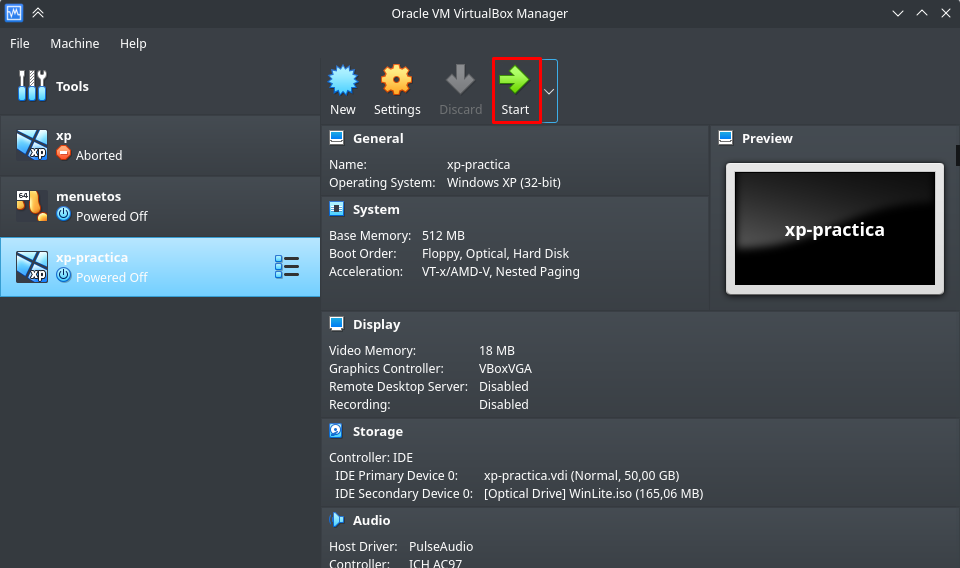 Oracle VM VirtualBox Manager
File Machine Help
Tools
xp
Aborted
64
menuetos
Powered Off
xp-practica
Powered Off
New Settings Discard Start
General
Name: xp-practica
Operating System: Windows XP (32-bit)
Preview
xp-practica
System
Base Memory: 512 MB
Boot Order: Floppy, Optical, Hard Disk
Acceleration: VT-x/AMD-V, Nested Paging
Display
Video Memory: 18 MB
Graphics Controller: VBoxVGA
Remote Desktop Server: Disabled
Recording: Disabled
Storage
Controller: IDE
IDE Primary Device 0: xp-practica.vdi (Normal, 50,00 GB)
IDE Secondary Device 0: [Optical Drive] WinLite.iso (165,06 MB)
Audio
Host Driver: PulseAudio
Controller: ICH AC97